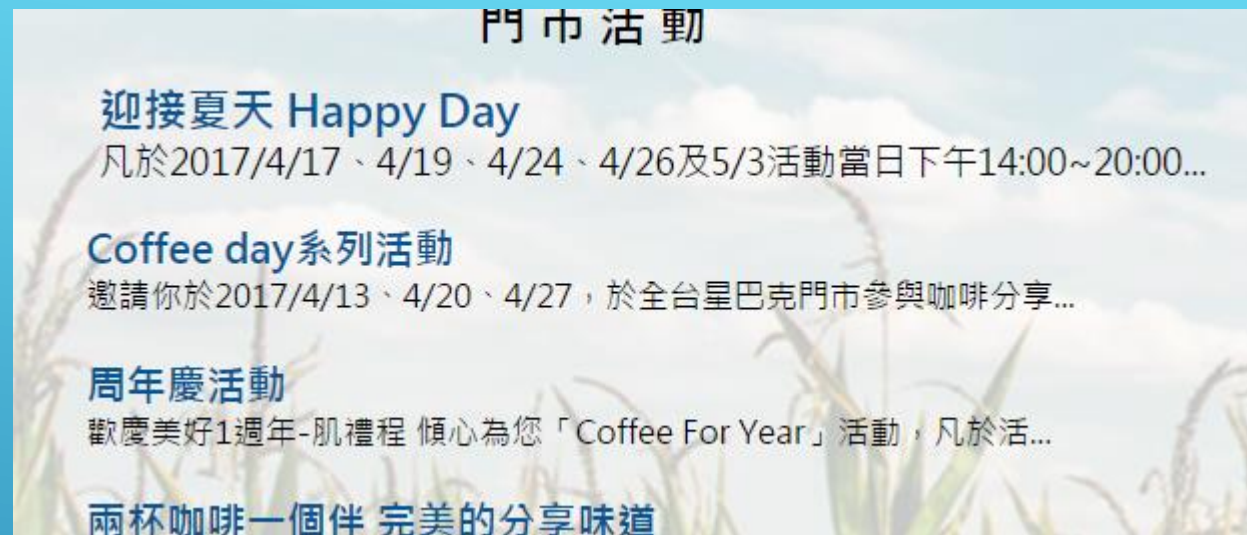 門市活動
迎接夏天 Happy Day
凡於2017/4/17、4/19、4/24、4/26及5/3活動當日下午14:00~20:00...
Coffee day系列活動
邀請你於2017/4/13、4/20、4/27，於全台星巴克門市參與咖啡分享...
周年慶活動
歡慶美好1週年-肌禮程 傾心為您「Coffee For Year」活動，凡於活...
兩杯咖啡一個伴 完美的分享味道